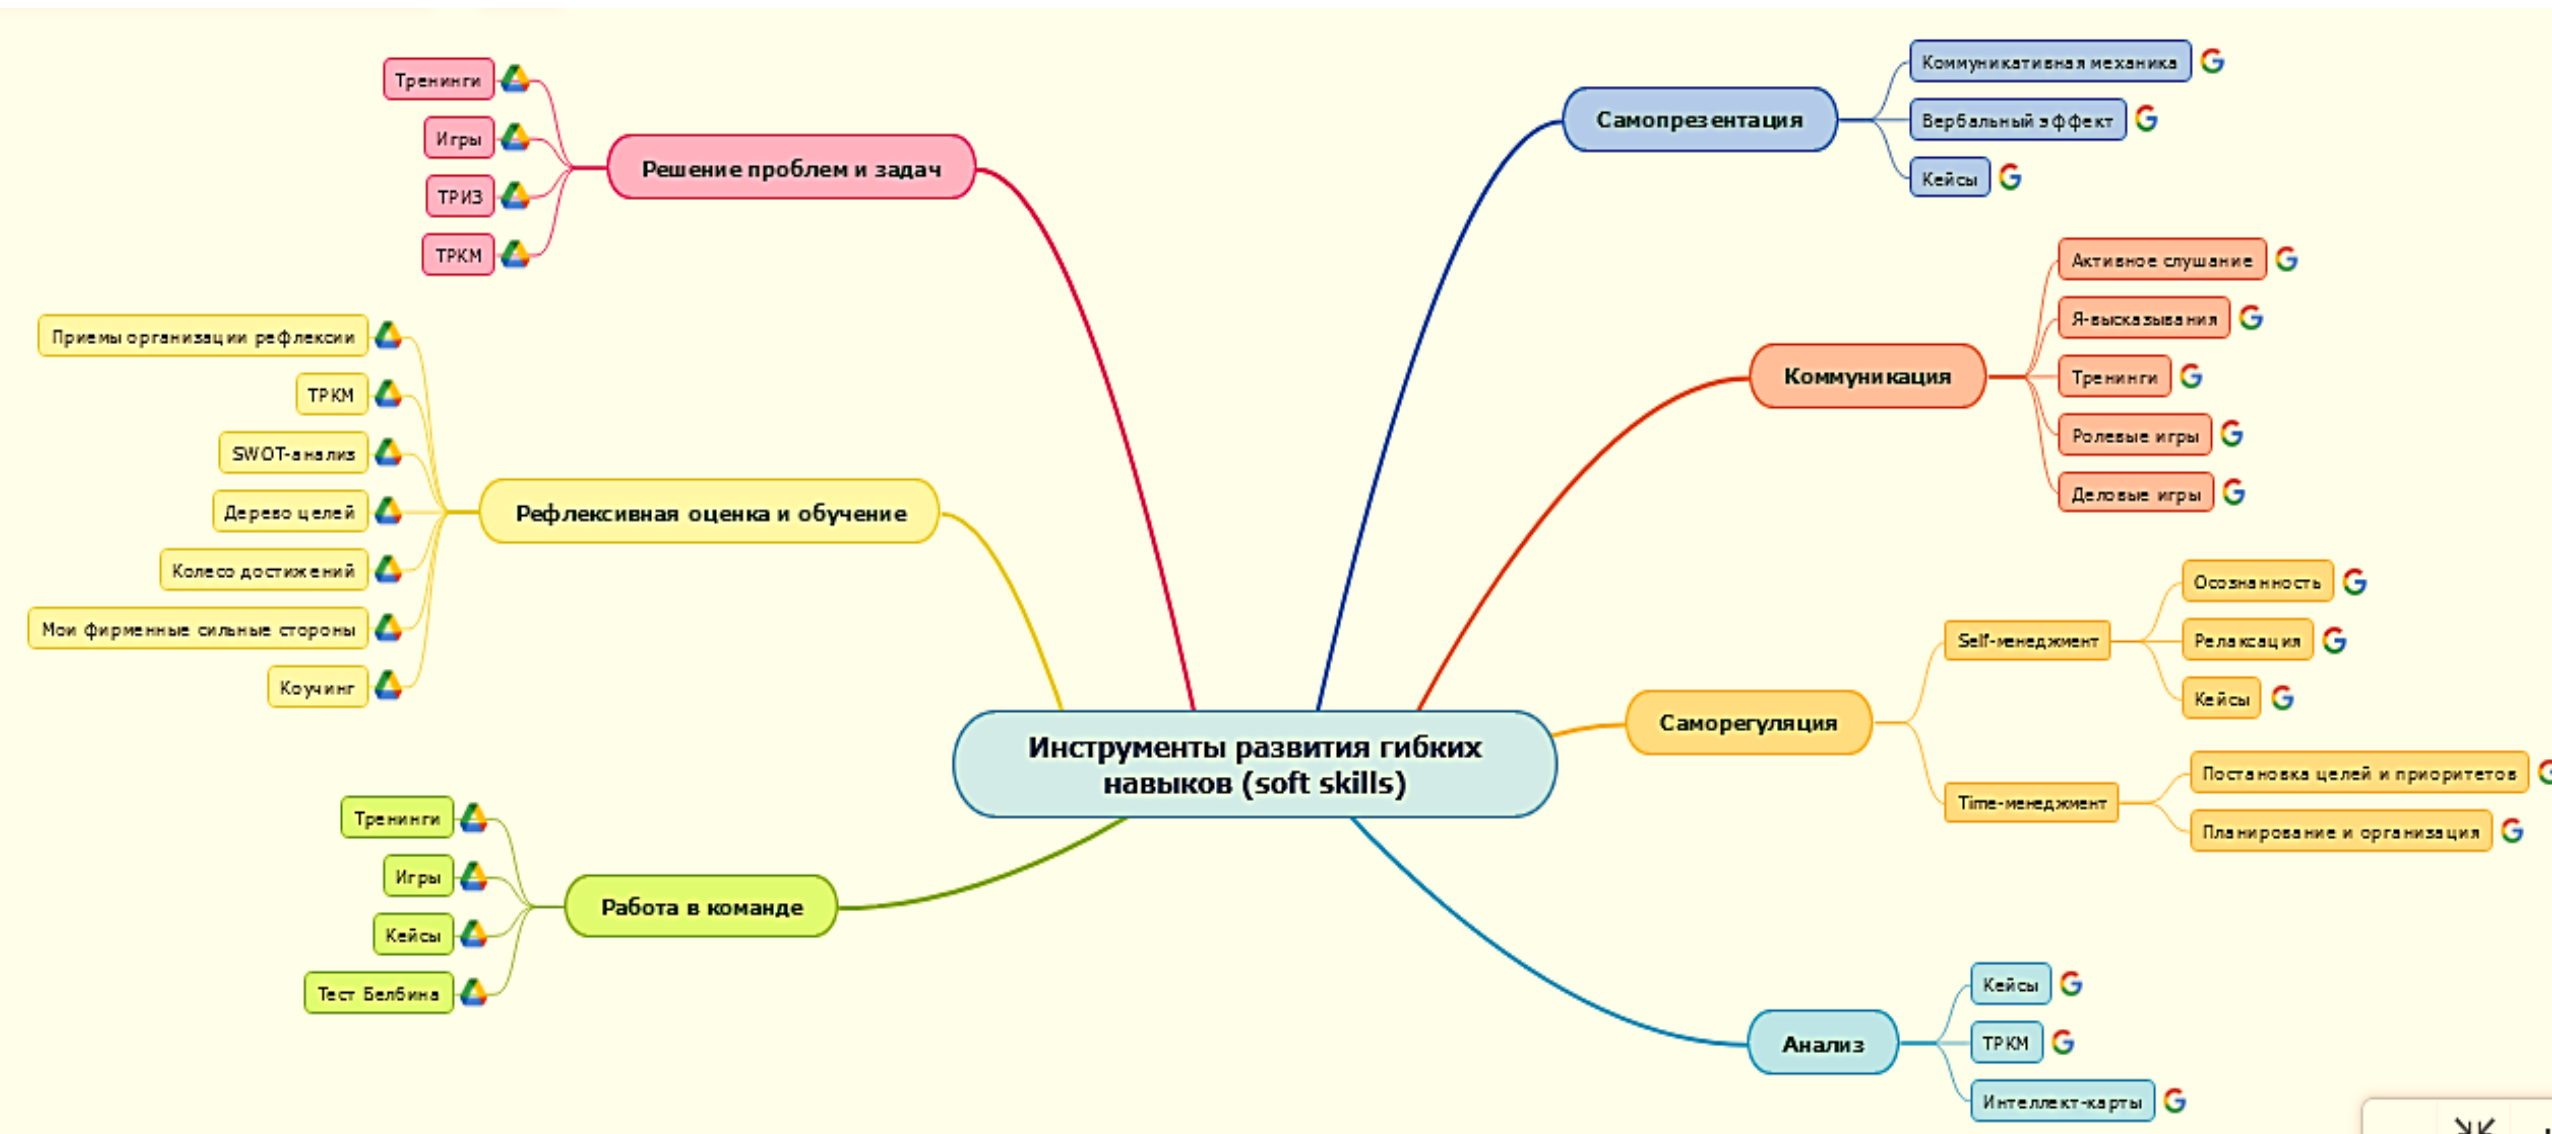 Инструменты развития гибких
навыков (soft skills)
Решение проблем и задач
Тренинги
Игры
ТРИЗ
ТРКМ
Рефлексивная оценка и обучение
Приемы организации рефлексии
ТРКМ
SWOT-анализ
Дерево целей
Колесо достижений
Мои фирменные сильные стороны
Коучинг
Работа в команде
Тренинги
Игры
Кейсы
Тест Белбина
Самопрезентация
Коммуникативная механика
Вербальный эффект
Кейсы
Коммуникация
Активное слушание
Я-высказывания
Тренинги
Ролевые игры
Деловые игры
Саморегуляция
Self-менеджмент
Осознанность
Релаксация
Кейсы
Time-менеджмент
Постановка целей и приоритетов
Планирование и организация
Анализ
Кейсы
ТРКМ
Интеллект-карты